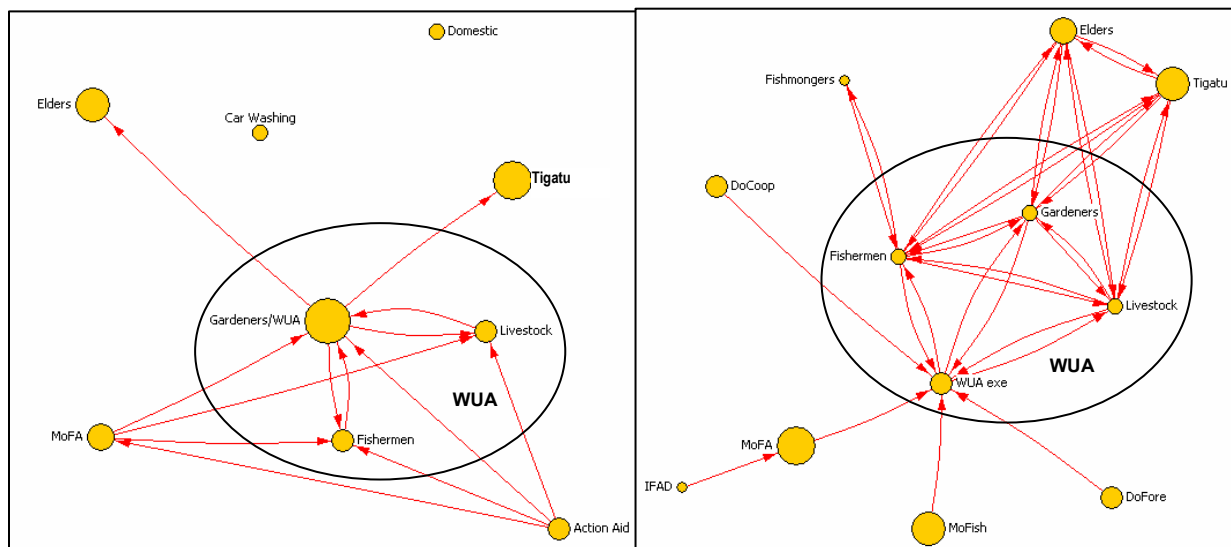 Domestic
Elders
Car Washing
Tigatu
Gardeners/WUA
Livestock
WUA
MoFA
Fishermen
Action Aid
Elders
Fishmongers
Tigatu
DoCoop
Gardeners
Fishermen
Livestock
WUA
WUA exe
MoFA
IFAD
DoFore
MoFish